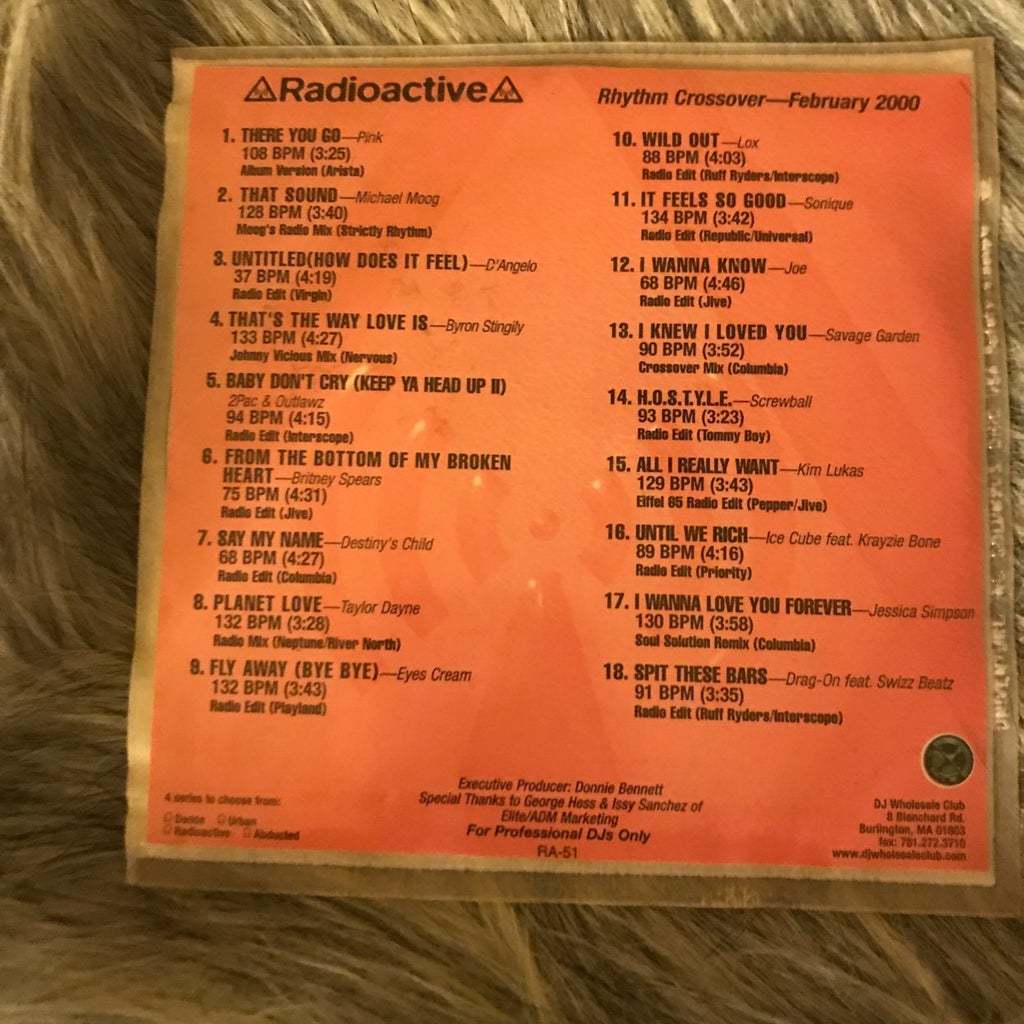 Radioactive
Rhythm Crossover—February 2000
1. THERE YOU GO—Pink
108 BPM (3:25)
Album Version (Arista)
2. THAT SOUND—Michael Moog
128 BPM (3:40)
Moog's Radio Mix (Strictly Rhythm)
3. UNTITLED(HOW DOES IT FEEL)—D'Angelo
37 BPM (4:19)
Radio Edit (Virgin)
4. THAT'S THE WAY LOVE IS—Byron Stingily
133 BPM (4:27)
Johnny Vicious Mix (Nervous)
5. BABY DON'T CRY (KEEP YA HEAD UP II)
2Pac & Outlawz
94 BPM (4:15)
Radio Edit (Interscope)
6. FROM THE BOTTOM OF MY BROKEN
HEART—Britney Spears
75 BPM (4:31)
Radio Edit (Jive)
7. SAY MY NAME—Destiny's Child
68 BPM (4:27)
Radio Edit (Columbia)
8. PLANET LOVE—Taylor Dayne
132 BPM (3:28)
Radio Mix (Neptune/River North)
9. FLY AWAY (BYE BYE)—Eyes Cream
132 BPM (3:43)
Radio Edit (Playland)
10. WILD OUT—Lox
88 BPM (4:03)
Radio Edit (Ruff Ryders/Interscope)
11. IT FEELS SO GOOD—Sonique
134 BPM (3:42)
Radio Edit (Republic/Universal)
12. I WANNA KNOW—Joe
68 BPM (4:46)
Radio Edit (Jive)
13. I KNEW I LOVED YOU—Savage Garden
90 BPM (3:52)
Crossover Mix (Columbia)
14. H.O.S.T.Y.L.E.—Screwball
93 BPM (3:23)
Radio Edit (Tommy Boy)
15. ALL I REALLY WANT—Kim Lukas
129 BPM (3:43)
Eiffel 65 Radio Edit (Pepper/Jive)
16. UNTIL WE RICH—Ice Cube feat. Krayzie Bone
89 BPM (4:16)
Radio Edit (Priority)
17. I WANNA LOVE YOU FOREVER—Jessica Simpson
130 BPM (3:58)
Soul Solution Remix (Columbia)
18. SPIT THESE BARS—Drag-On feat. Swizz Beatz
91 BPM (3:35)
Radio Edit (Ruff Ryders/Interscope)
4 series to choose from:
Dance Urban
Radioactive Abducted
Executive Producer: Donnie Bennett
Special Thanks to George Hess & Issy Sanchez of
Elite/ADM Marketing
For Professional DJs Only
RA-51
DJ Wholesale Club
8 Blanchard Rd.
Burlington, MA 01803
fax: 781.272.3710
www.djwholesaleclub.com